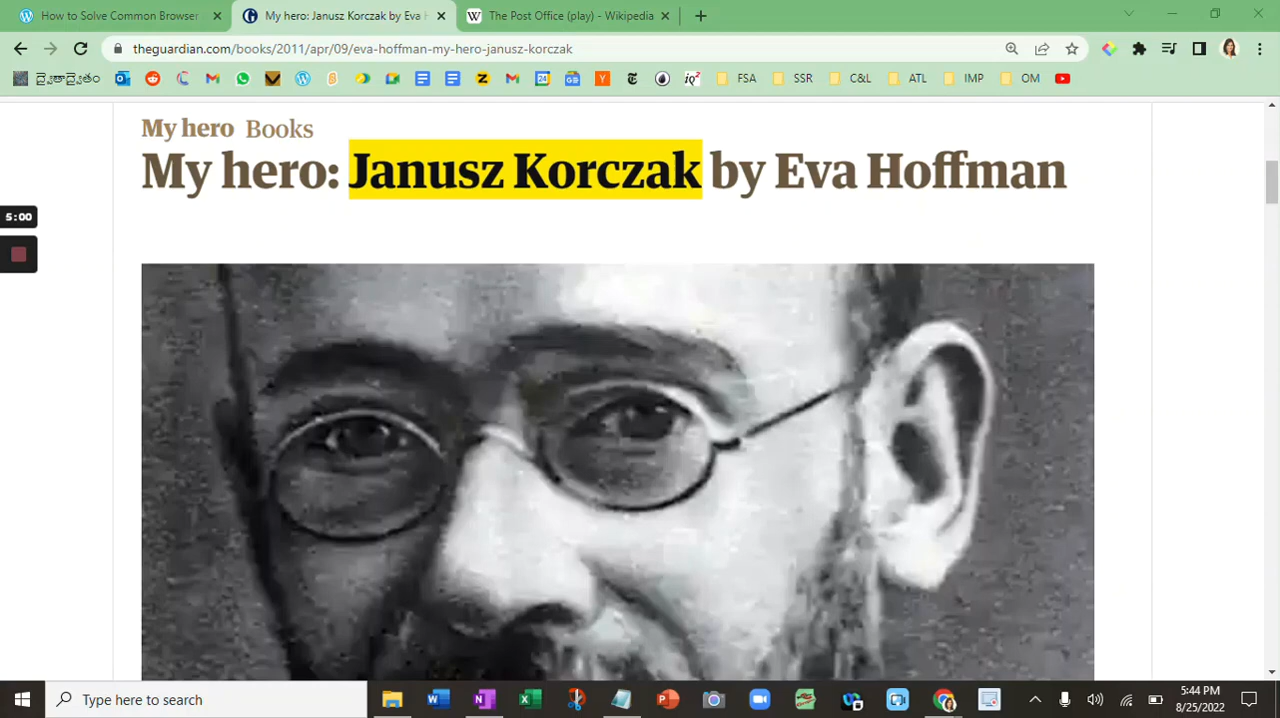 How to Solve Common Browser
My hero: Janusz Korczak by Eva H
The Post Office (play) - Wikipedia
theguardian.com/books/2011/apr/09/eva-hoffman-my-hero-janusz-korczak
FSA
SSR
C&L
ATL
IMP
OM
My hero Books
My hero: Janusz Korczak by Eva Hoffman
5:00
Type here to search
5:44 PM
8/25/2022